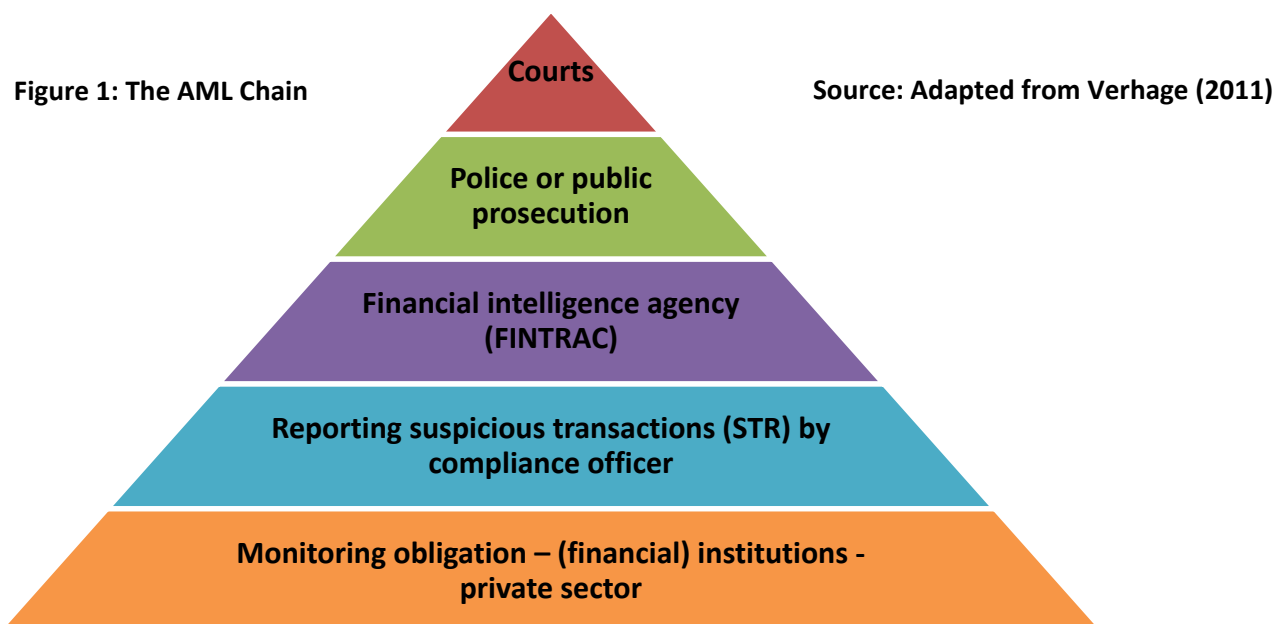 Figure 1: The AML Chain
Source: Adapted from Verhage (2011)
Courts
Police or public
prosecution
Financial intelligence agency
(FINTRAC)
Reporting suspicious transactions (STR) by
compliance officer
Monitoring obligation – (financial) institutions -
private sector